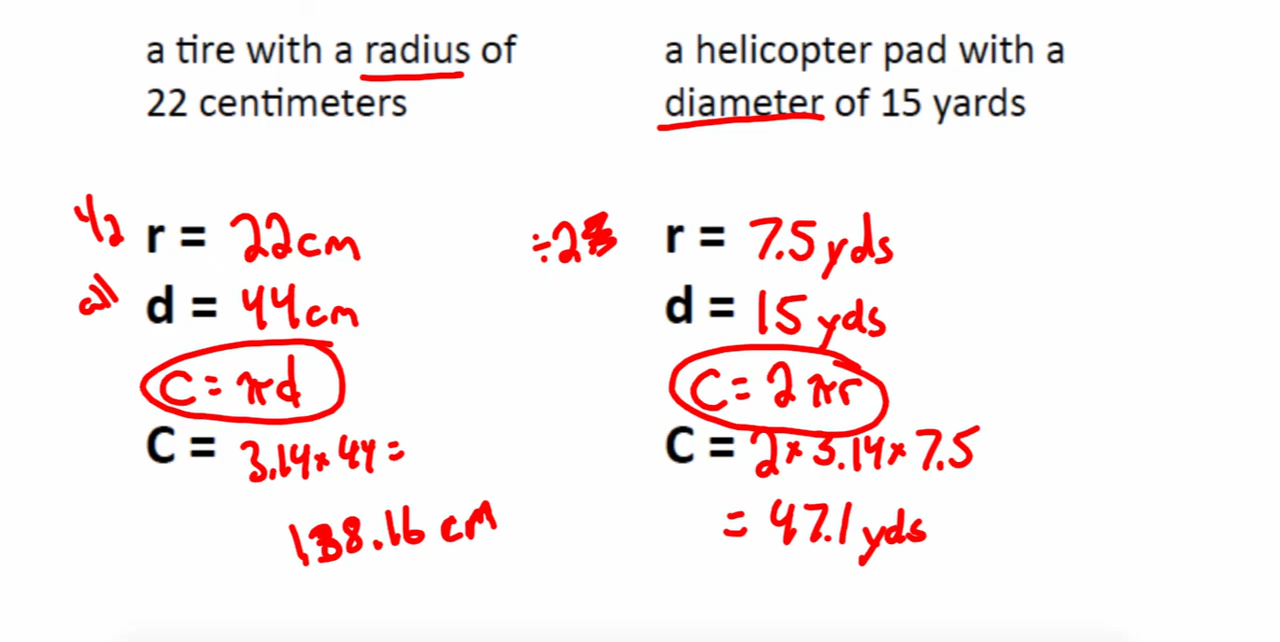 a tire with a radius of
22 centimeters
1/2 r = 22cm
all d = 44cm
C = πd
C = 3.14 × 44 =
138.16 cm
a helicopter pad with a
diameter of 15 yards
÷2 r = 7.5 yds
d = 15 yds
C = 2πr
C = 2 × 3.14 × 7.5
= 47.1 yds